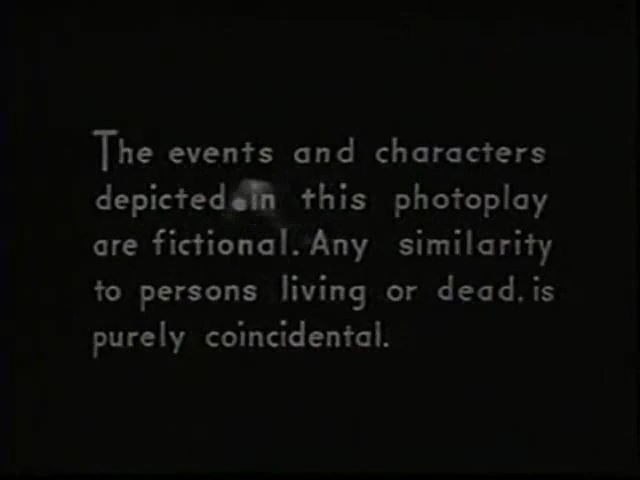 The events and characters
depicted in this photoplay
are fictional. Any similarity
to persons living or dead, is
purely coincidental.